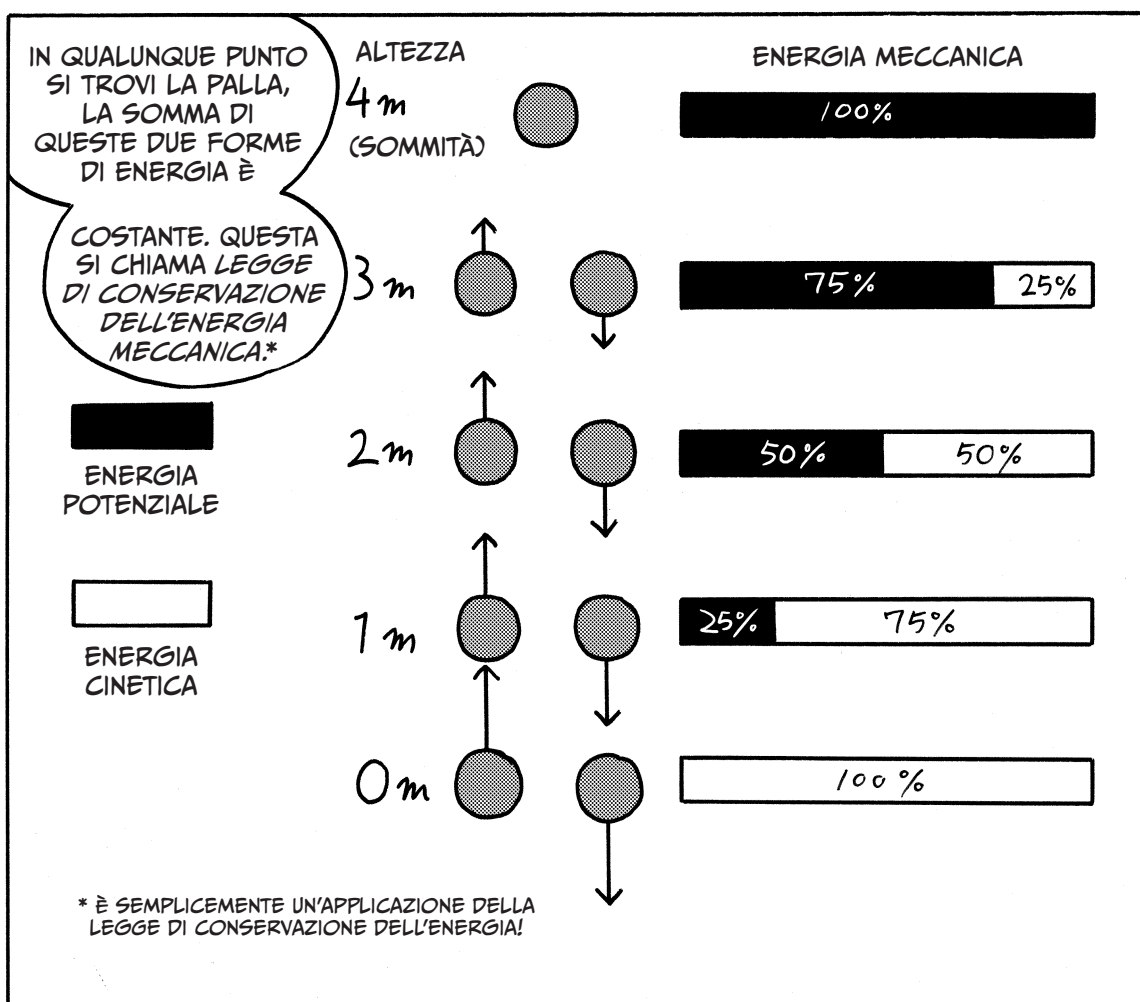 IN QUALUNQUE PUNTO
SI TROVI LA PALLA,
LA SOMMA DI
QUESTE DUE FORME
DI ENERGIA È
COSTANTE. QUESTA
SI CHIAMA LEGGE
DI CONSERVAZIONE
DELL'ENERGIA
MECCANICA.*
ALTEZZA
ENERGIA MECCANICA
4 m
(SOMMITÀ)
100%
3 m
75%
25%
2 m
50%
50%
1 m
25%
75%
0 m
100%
ENERGIA
POTENZIALE
ENERGIA
CINETICA
* È SEMPLICEMENTE UN'APPLICAZIONE DELLA
LEGGE DI CONSERVAZIONE DELL'ENERGIA!